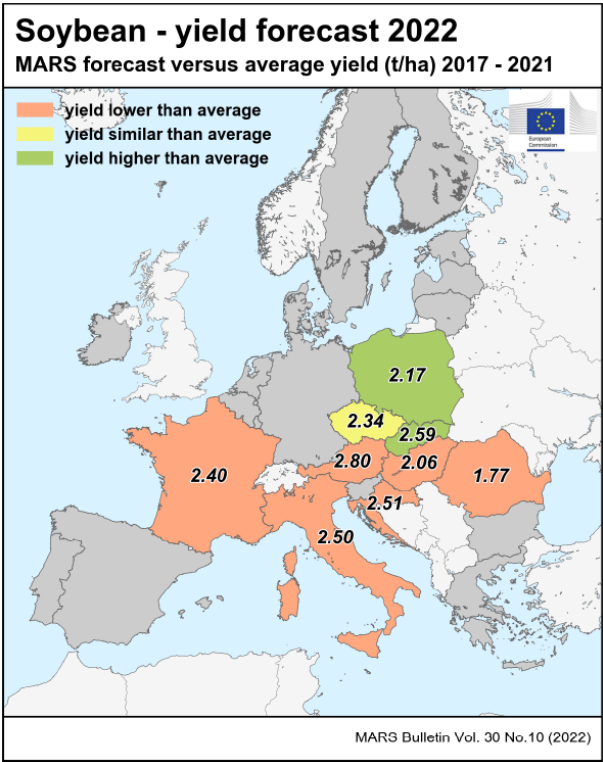 Soybean - yield forecast 2022
MARS forecast versus average yield (t/ha) 2017 - 2021
yield lower than average
yield similar than average
yield higher than average
European
Commission
2.17
2.34
2.59
2.80
2.06
2.40
1.77
2.51
2.50
MARS Bulletin Vol. 30 No.10 (2022)